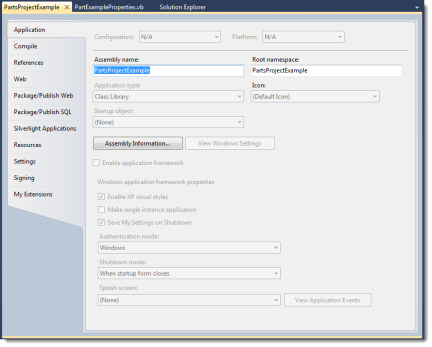 PartsProjectExample PartExampleProperties.vb Solution Explorer
Application
Compile
References
Web
Package/Publish Web
Package/Publish SQL
Silverlight Applications
Resources
Settings
Signing
My Extensions
Configuration: N/A Platform: N/A
Assembly name: Root namespace:
PartsProjectExample PartsProjectExample
Application type: Icon:
Class Library (Default Icon)
Startup object:
(None)
Assembly Information... View Windows Settings
Enable application framework
Windows application framework properties
Enable XP visual styles
Make single instance application
Save My.Settings on Shutdown
Authentication mode:
Windows
Shutdown mode:
When startup form closes
Splash screen:
(None) View Application Events